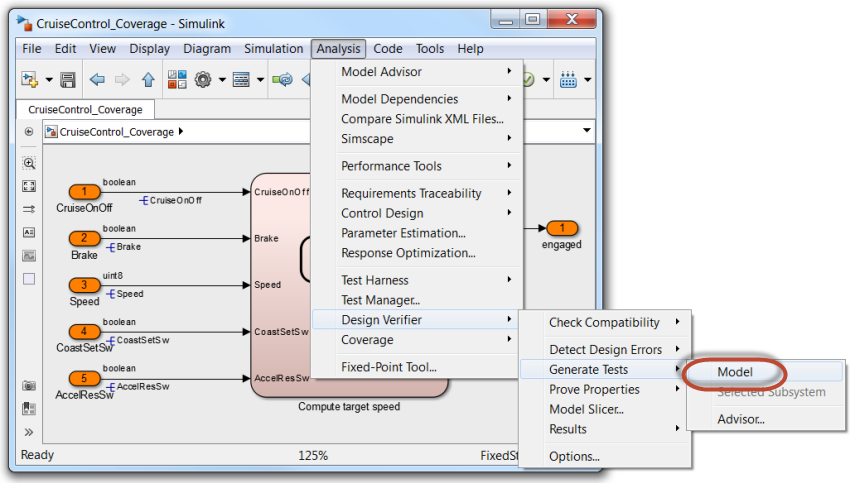 CruiseControl_Coverage - Simulink
File Edit View Display Diagram Simulation Analysis Code Tools Help
CruiseControl_Coverage
CruiseControl_Coverage
Model Advisor
Model Dependencies
Compare Simulink XML Files...
Simscape
Performance Tools
Requirements Traceability
Control Design
Parameter Estimation...
Response Optimization...
Test Harness
Test Manager...
Design Verifier
Coverage
Fixed-Point Tool...
Check Compatibility
Detect Design Errors
Generate Tests
Prove Properties
Model Slicer...
Results
Options...
Model
Selected Subsystem
Advisor...
boolean
1
CruiseOnOff
CruiseOnOff
CruiseOnOff
boolean
2
Brake
Brake
Brake
uint8
3
Speed
Speed
Speed
boolean
4
CoastSetSw
CoastSetSw
CoastSetSw
boolean
5
AccelResSw
AccelResSw
AccelResSw
1
engaged
Compute target speed
Ready 125% FixedSt